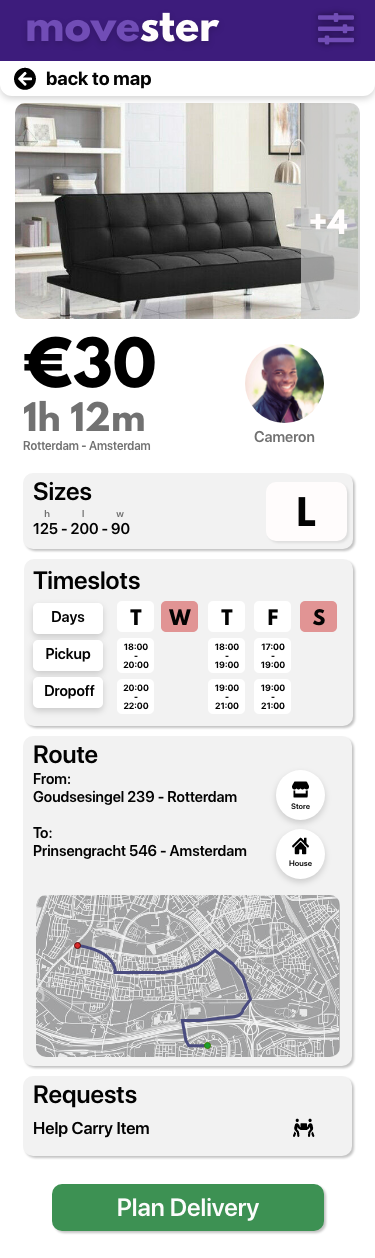 movester
back to map
+4
€30
1h 12m
Rotterdam - Amsterdam
Cameron
Sizes
h l w
125 - 200 - 90
L
Timeslots
Days T W T F S
Pickup 18:00 - 20:00 18:00 - 19:00 17:00 - 19:00
Dropoff 20:00 - 22:00 19:00 - 21:00 19:00 - 21:00
Route
From:
Goudsesingel 239 - Rotterdam
Store
To:
Prinsengracht 546 - Amsterdam
House
Requests
Help Carry Item
Plan Delivery